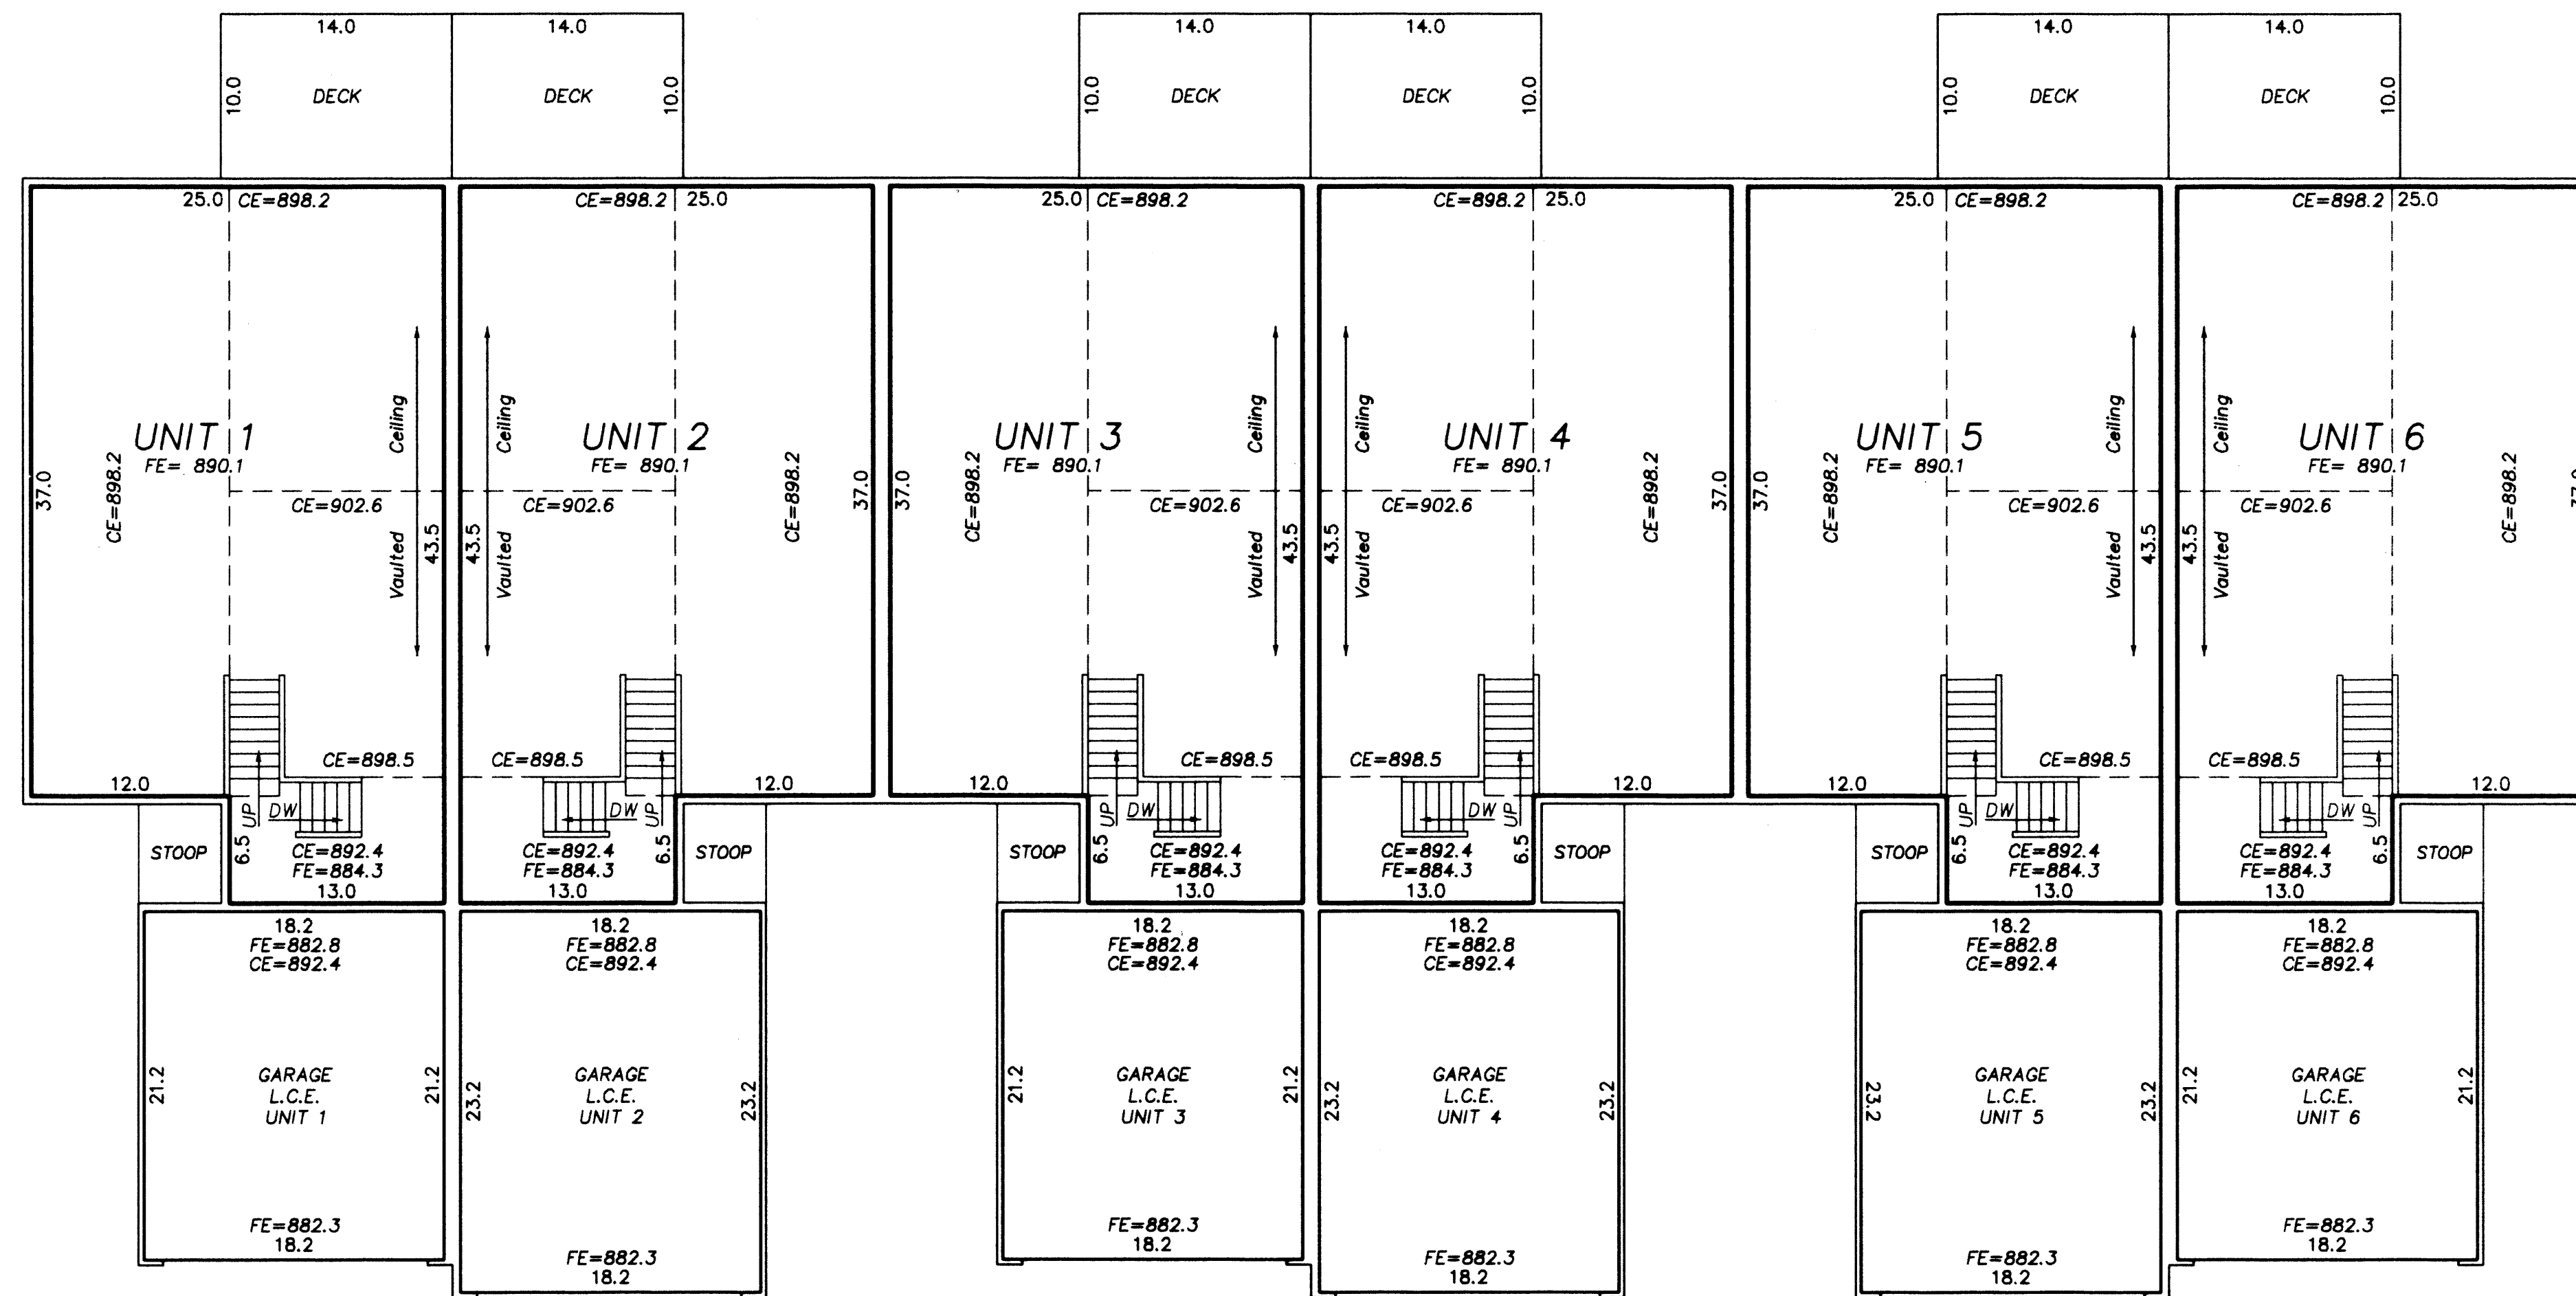 14.0 14.0 14.0 14.0 14.0 14.0
10.0 DECK DECK 10.0 10.0 DECK DECK 10.0 10.0 DECK DECK 10.0
25.0 CE=898.2 CE=898.2 25.0 25.0 CE=898.2 CE=898.2 25.0 25.0 CE=898.2 CE=898.2 25.0
Vaulted Ceiling Vaulted Ceiling Vaulted Ceiling Vaulted Ceiling Vaulted Ceiling Vaulted Ceiling
UNIT 1 UNIT 2 UNIT 3 UNIT 4 UNIT 5 UNIT 6
FE= 890.1 FE= 890.1 FE= 890.1 FE= 890.1 FE= 890.1 FE= 890.1
37.0 CE=898.2 CE=898.2 37.0 37.0 CE=898.2 CE=898.2 37.0 37.0 CE=898.2 CE=898.2
CE=902.6 CE=902.6 CE=902.6 CE=902.6 CE=902.6 CE=902.6
43.5 43.5 43.5 43.5 43.5 43.5
CE=898.5 CE=898.5 CE=898.5 CE=898.5 CE=898.5 CE=898.5
12.0 12.0 12.0 12.0 12.0 12.0
UP DW DW UP UP DW DW UP UP DW DW UP
STOOP 6.5 CE=892.4 CE=892.4 6.5 STOOP STOOP 6.5 CE=892.4 CE=892.4 6.5 STOOP STOOP 6.5 CE=892.4 CE=892.4 6.5 STOOP
FE=884.3 FE=884.3 FE=884.3 FE=884.3 FE=884.3 FE=884.3
13.0 13.0 13.0 13.0 13.0 13.0
18.2 18.2 18.2 18.2 18.2 18.2
FE=882.8 FE=882.8 FE=882.8 FE=882.8 FE=882.8 FE=882.8
CE=892.4 CE=892.4 CE=892.4 CE=892.4 CE=892.4 CE=892.4
GARAGE GARAGE GARAGE GARAGE GARAGE GARAGE
21.2 L.C.E. 21.2 23.2 L.C.E. 23.2 21.2 L.C.E. 21.2 23.2 L.C.E. 23.2 23.2 L.C.E. 23.2 21.2 L.C.E. 21.2
UNIT 1 UNIT 2 UNIT 3 UNIT 4 UNIT 5 UNIT 6
FE=882.3 FE=882.3 FE=882.3
18.2 18.2 18.2
FE=882.3 FE=882.3 FE=882.3
18.2 18.2 18.2